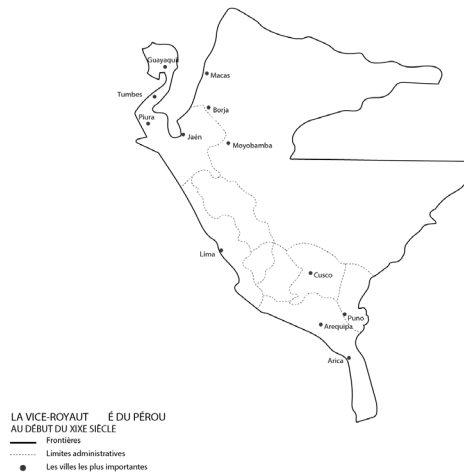 Guayaquil
Macas
Tumbes
Borja
Piura
Jaén
Moyobamba
Lima
Cusco
Puno
Arequipa
Arica
LA VICE-ROYAUT É DU PÉROU
AU DÉBUT DU XIXE SIÈCLE
Frontières
Limites administratives
Les villes les plus importantes